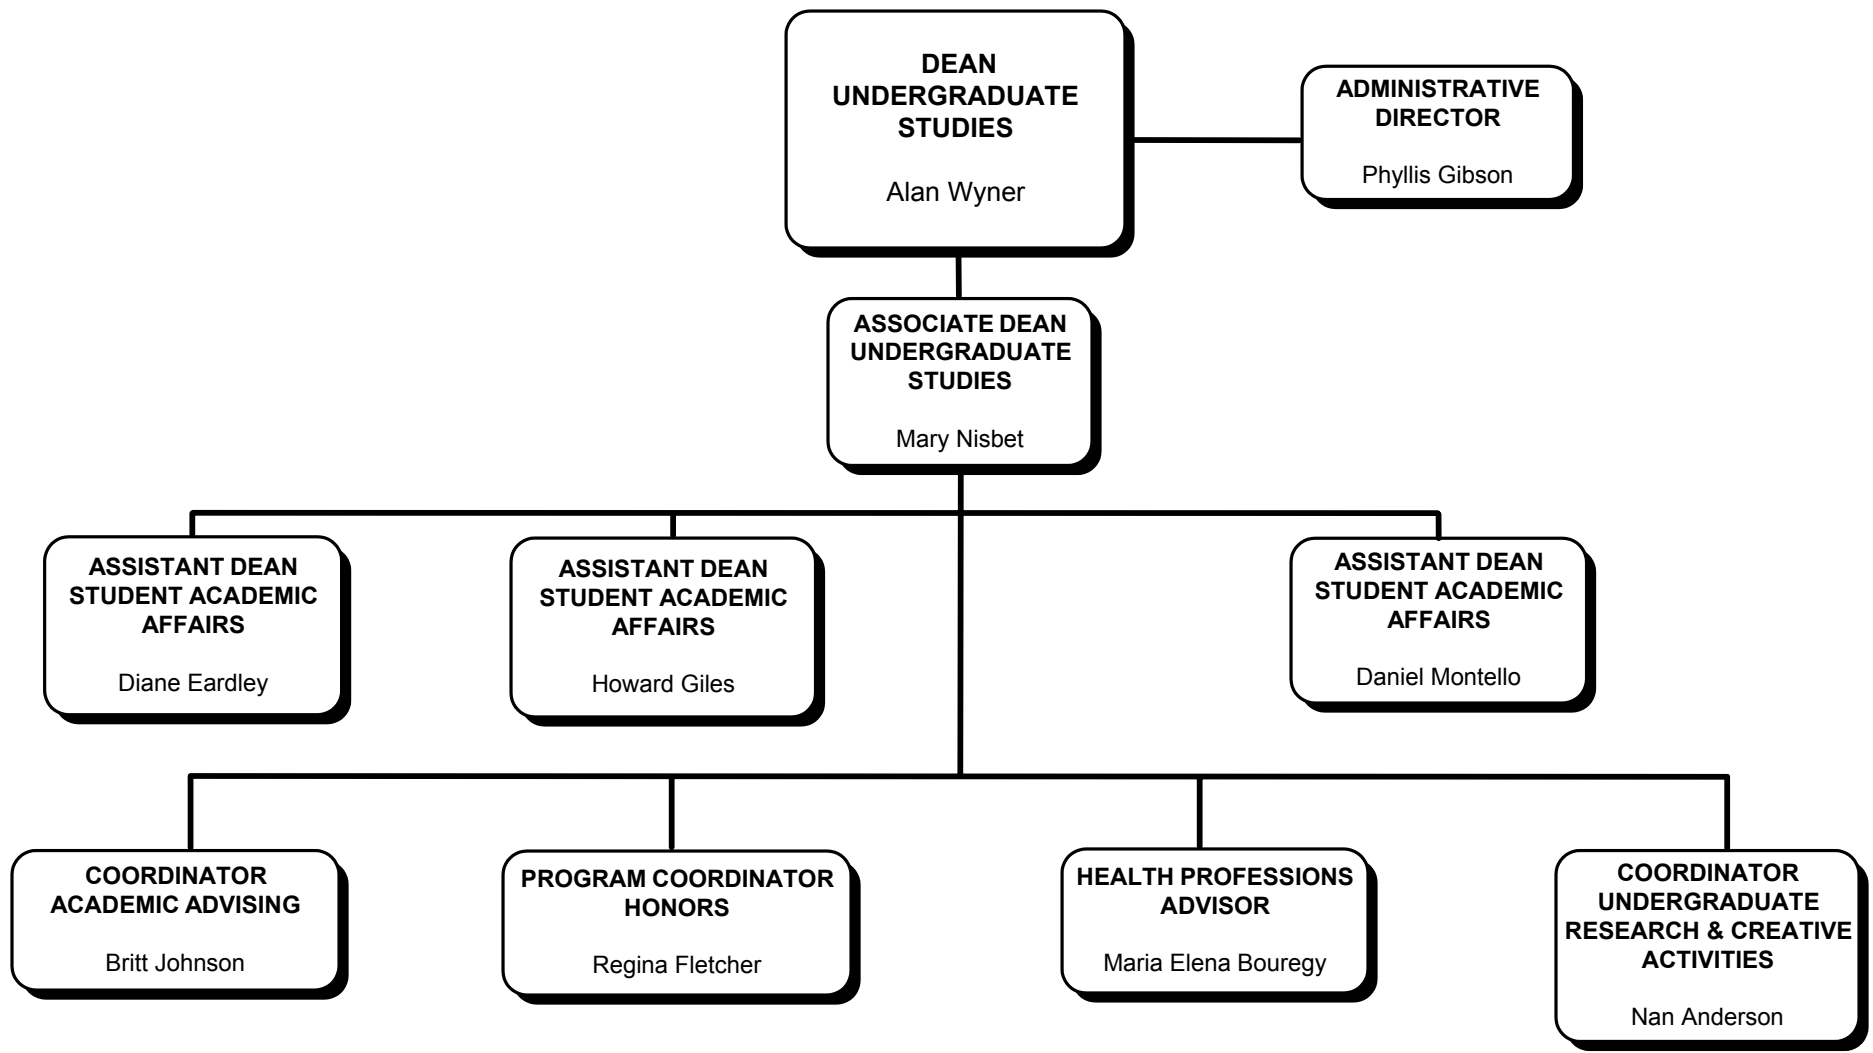 DEAN
UNDERGRADUATE
STUDIES
Alan Wyner
ADMINISTRATIVE
DIRECTOR
Phyllis Gibson
ASSOCIATE DEAN
UNDERGRADUATE
STUDIES
Mary Nisbet
ASSISTANT DEAN
STUDENT ACADEMIC
AFFAIRS
Diane Eardley
ASSISTANT DEAN
STUDENT ACADEMIC
AFFAIRS
Howard Giles
ASSISTANT DEAN
STUDENT ACADEMIC
AFFAIRS
Daniel Montello
COORDINATOR
ACADEMIC ADVISING
Britt Johnson
PROGRAM COORDINATOR
HONORS
Regina Fletcher
HEALTH PROFESSIONS
ADVISOR
Maria Elena Bouregy
COORDINATOR
UNDERGRADUATE
RESEARCH & CREATIVE
ACTIVITIES
Nan Anderson